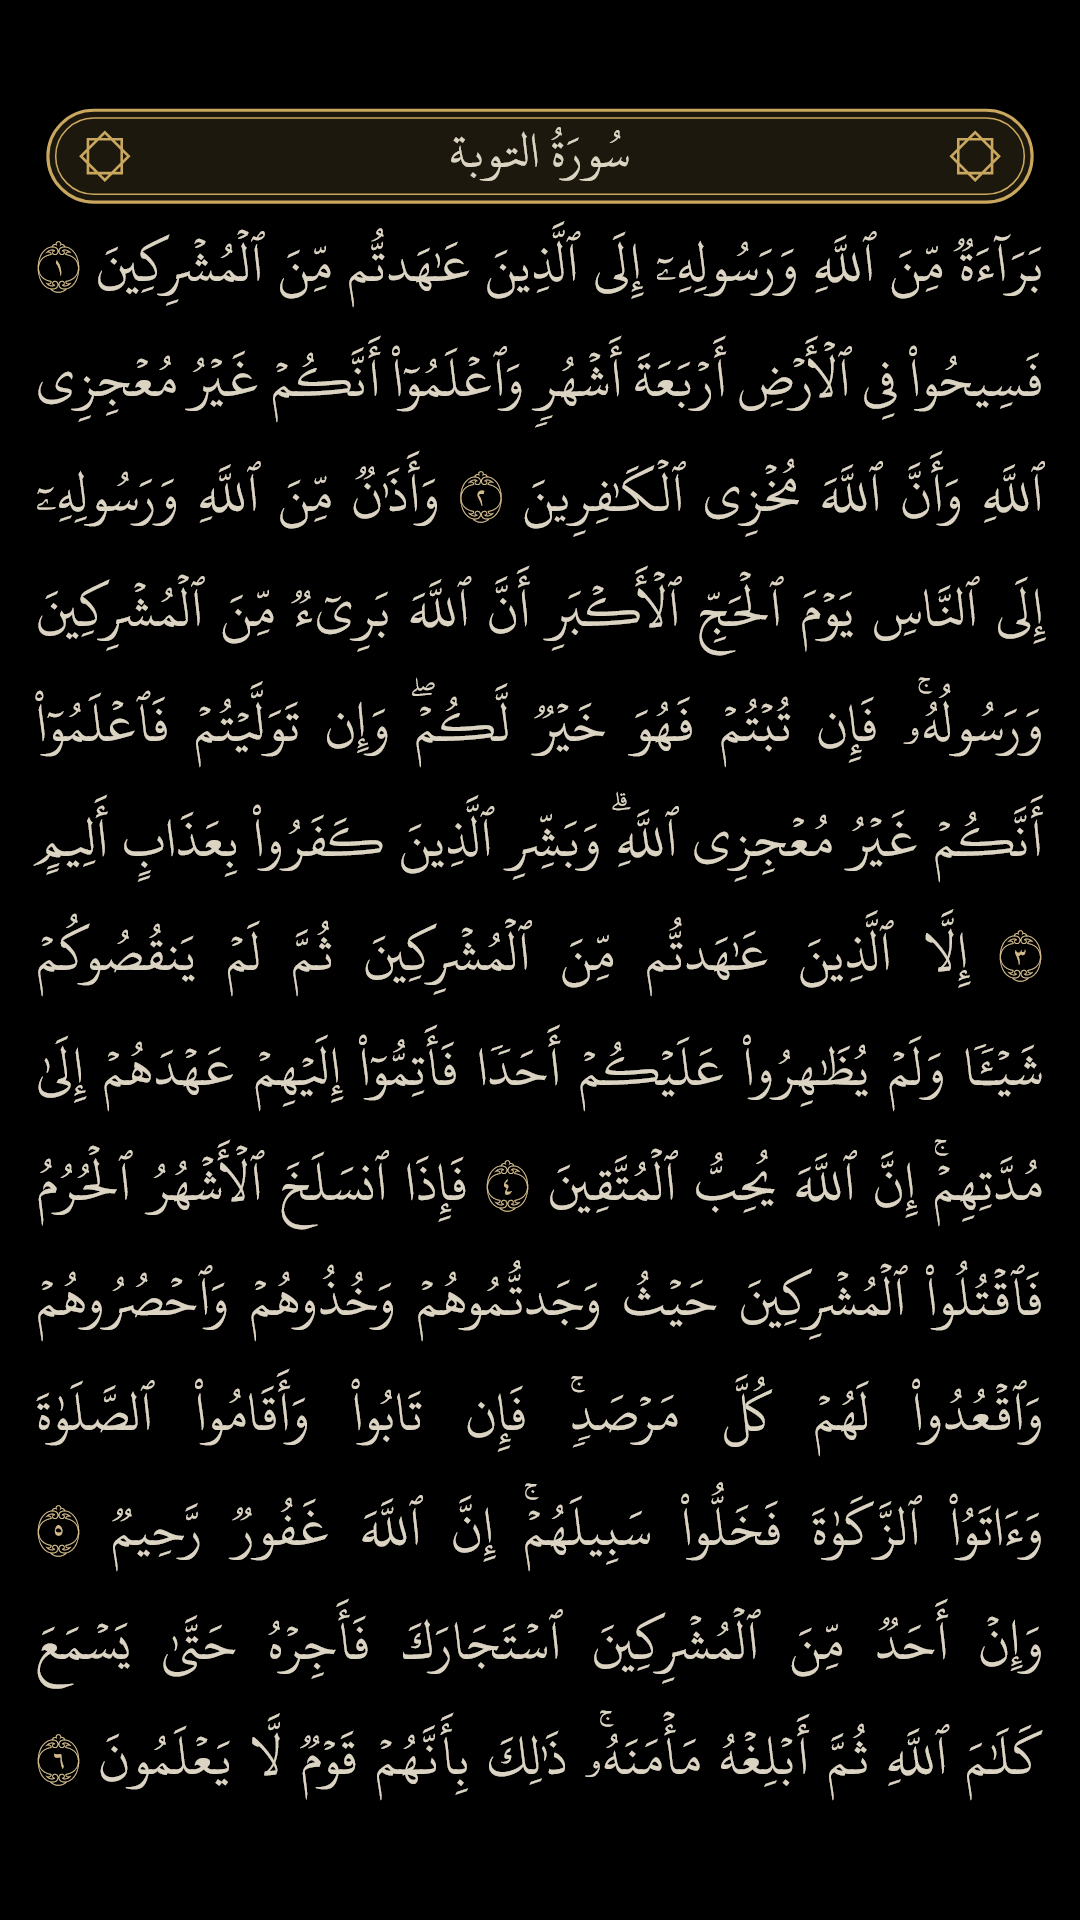 سُورَةُ التوبة
بَرَآءَةٌ مِّنَ ٱللَّهِ وَرَسُولِهِۦٓ إِلَى ٱلَّذِينَ عَـٰهَدتُّم مِّنَ ٱلْمُشْرِكِينَ ١
فَسِيحُوا۟ فِى ٱلْأَرْضِ أَرْبَعَةَ أَشْهُرٍ وَٱعْلَمُوٓا۟ أَنَّكُمْ غَيْرُ مُعْجِزِى
ٱللَّهِ وَأَنَّ ٱللَّهَ مُخْزِى ٱلْكَـٰفِرِينَ ٢ وَأَذَٰنٌ مِّنَ ٱللَّهِ وَرَسُولِهِۦٓ
إِلَى ٱلنَّاسِ يَوْمَ ٱلْحَجِّ ٱلْأَكْبَرِ أَنَّ ٱللَّهَ بَرِىٓءٌ مِّنَ ٱلْمُشْرِكِينَ
وَرَسُولُهُۥ ۚ فَإِن تُبْتُمْ فَهُوَ خَيْرٌ لَّكُمْ ۖ وَإِن تَوَلَّيْتُمْ فَٱعْلَمُوٓا۟
أَنَّكُمْ غَيْرُ مُعْجِزِى ٱللَّهِ ۗ وَبَشِّرِ ٱلَّذِينَ كَفَرُوا۟ بِعَذَابٍ أَلِيمٍ
٣ إِلَّا ٱلَّذِينَ عَـٰهَدتُّم مِّنَ ٱلْمُشْرِكِينَ ثُمَّ لَمْ يَنقُصُوكُمْ
شَيْـًٔا وَلَمْ يُظَـٰهِرُوا۟ عَلَيْكُمْ أَحَدًا فَأَتِمُّوٓا۟ إِلَيْهِمْ عَهْدَهُمْ إِلَىٰ
مُدَّتِهِمْ ۚ إِنَّ ٱللَّهَ يُحِبُّ ٱلْمُتَّقِينَ ٤ فَإِذَا ٱنسَلَخَ ٱلْأَشْهُرُ ٱلْحُرُمُ
فَٱقْتُلُوا۟ ٱلْمُشْرِكِينَ حَيْثُ وَجَدتُّمُوهُمْ وَخُذُوهُمْ وَٱحْصُرُوهُمْ
وَٱقْعُدُوا۟ لَهُمْ كُلَّ مَرْصَدٍ ۚ فَإِن تَابُوا۟ وَأَقَامُوا۟ ٱلصَّلَوٰةَ
وَءَاتَوُا۟ ٱلزَّكَوٰةَ فَخَلُّوا۟ سَبِيلَهُمْ ۚ إِنَّ ٱللَّهَ غَفُورٌ رَّحِيمٌ ٥
وَإِنْ أَحَدٌ مِّنَ ٱلْمُشْرِكِينَ ٱسْتَجَارَكَ فَأَجِرْهُ حَتَّىٰ يَسْمَعَ
كَلَـٰمَ ٱللَّهِ ثُمَّ أَبْلِغْهُ مَأْمَنَهُۥ ۚ ذَٰلِكَ بِأَنَّهُمْ قَوْمٌ لَّا يَعْلَمُونَ ٦